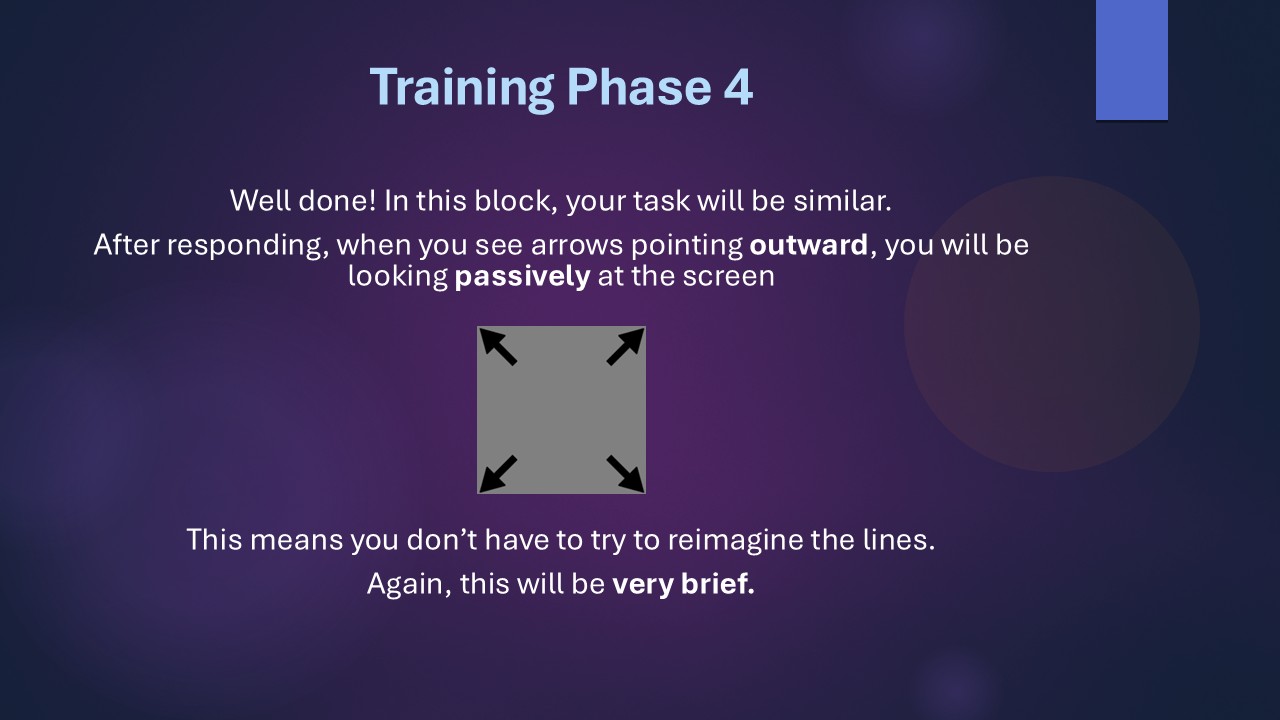 Training Phase 4
Well done! In this block, your task will be similar.
After responding, when you see arrows pointing outward, you will be
looking passively at the screen
This means you don’t have to try to reimagine the lines.
Again, this will be very brief.